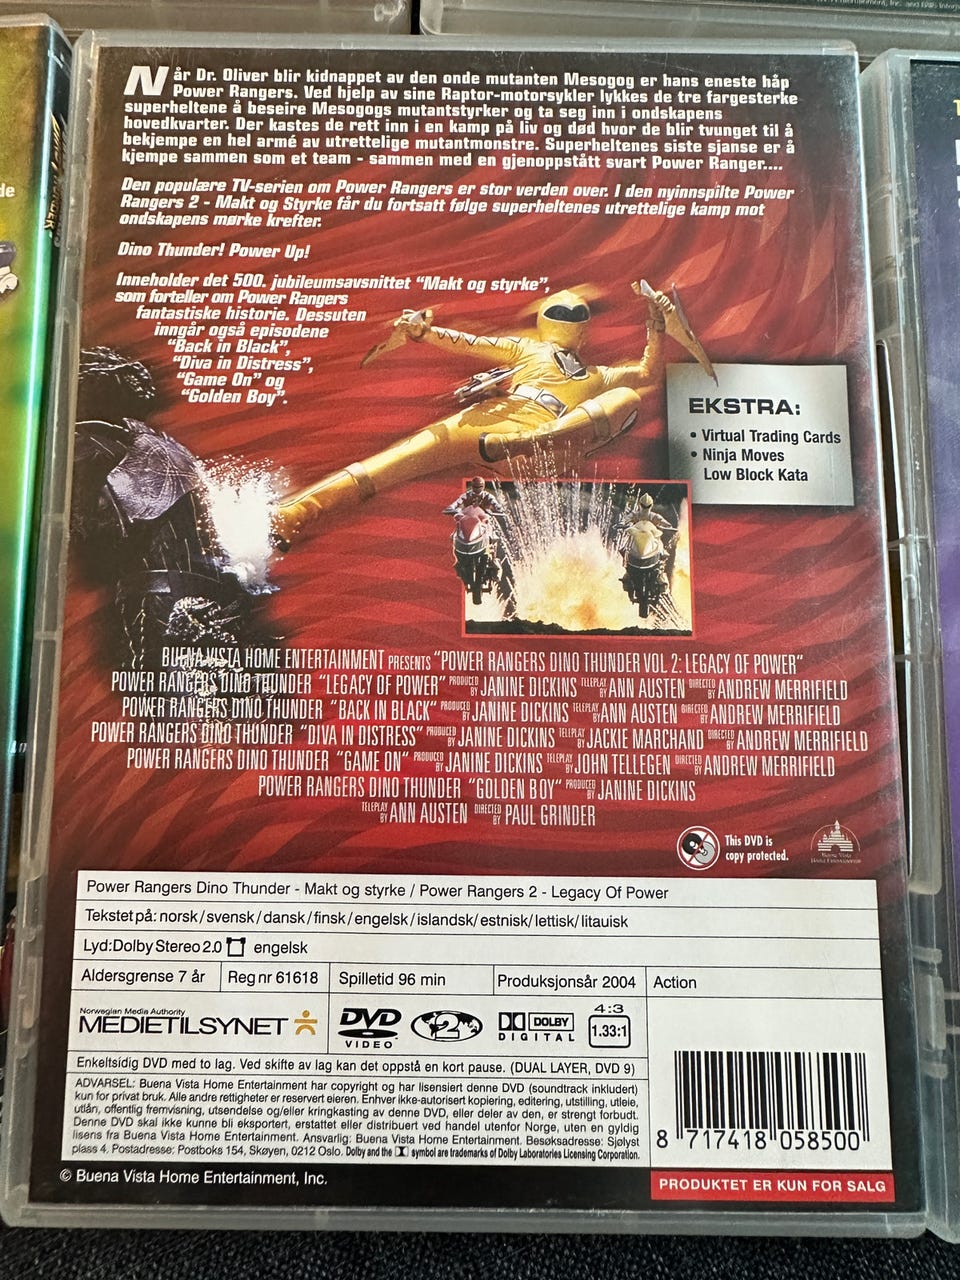 Når Dr. Oliver blir kidnappet av den onde mutanten Mesogog er hans eneste håp
Power Rangers. Ved hjelp av sine Raptor-motorsykler lykkes de tre fargesterke
superheltene å beseire Mesogogs mutantstyrker og ta seg inn i ondskapens
hovedkvarter. Der kastes de rett inn i en kamp på liv og død hvor de blir tvunget til å
bekjempe en hel armé av utrettelige mutantmonstre. Superheltenes siste sjanse er å
kjempe sammen som et team - sammen med en gjenoppstått svart Power Ranger....
Den populære TV-serien om Power Rangers er stor verden over. I den nyinnspilte Power
Rangers 2 - Makt og Styrke får du fortsatt følge superheltenes utrettelige kamp mot
ondskapens mørke krefter.
Dino Thunder! Power Up!
Inneholder det 500. jubileumsavsnittet "Makt og styrke",
som forteller om Power Rangers
fantastiske historie. Dessuten
inngår også episodene
"Back in Black",
"Diva in Distress",
"Game On" og
"Golden Boy".
EKSTRA:
• Virtual Trading Cards
• Ninja Moves
Low Block Kata
BUENA VISTA HOME ENTERTAINMENT PRESENTS "POWER RANGERS DINO THUNDER VOL 2: LEGACY OF POWER"
POWER RANGERS DINO THUNDER "LEGACY OF POWER" PRODUCED BY JANINE DICKINS TELEPLAY BY ANN AUSTEN DIRECTED BY ANDREW MERRIFIELD
POWER RANGERS DINO THUNDER "BACK IN BLACK" PRODUCED BY JANINE DICKINS TELEPLAY BY ANN AUSTEN DIRECTED BY ANDREW MERRIFIELD
POWER RANGERS DINO THUNDER "DIVA IN DISTRESS" PRODUCED BY JANINE DICKINS TELEPLAY BY JACKIE MARCHAND DIRECTED BY ANDREW MERRIFIELD
POWER RANGERS DINO THUNDER "GAME ON" PRODUCED BY JANINE DICKINS TELEPLAY BY JOHN TELLEGEN DIRECTED BY ANDREW MERRIFIELD
POWER RANGERS DINO THUNDER "GOLDEN BOY" PRODUCED BY JANINE DICKINS
TELEPLAY BY ANN AUSTEN DIRECTED BY PAUL GRINDER
This DVD is
copy protected.
Buena Vista
Home Entertainment
Power Rangers Dino Thunder - Makt og styrke / Power Rangers 2 - Legacy Of Power
Tekstet på: norsk/svensk/dansk/finsk/engelsk/islandsk/estnisk/lettisk/litauisk
Lyd: Dolby Stereo 2.0 engelsk
Aldersgrense 7 år Reg nr 61618 Spilletid 96 min Produksjonsår 2004 Action
Norwegian Media Authority
MEDIETILSYNET
DVD
VIDEO
2
DOLBY
DIGITAL
4:3
1.33:1
Enkeltsidig DVD med to lag. Ved skifte av lag kan det oppstå en kort pause. (DUAL LAYER, DVD 9)
ADVARSEL: Buena Vista Home Entertainment har copyright og har lisensiert denne DVD (soundtrack inkludert)
kun for privat bruk. Alle andre rettigheter er reservert eieren. Enhver ikke-autorisert kopiering, editering, utstilling, utleie,
utlån, offentlig fremvisning, utsendelse og/eller kringkasting av denne DVD, eller deler av den, er strengt forbudt.
Denne DVD skal ikke kunne bli eksportert, erstattet eller distribuert ved handel utenfor Norge, uten en gyldig
lisens fra Buena Vista Home Entertainment. Ansvarlig: Buena Vista Home Entertainment. Besøksadresse: Sjølyst
plass 4. Postadresse: Postboks 154, Skøyen, 0212 Oslo. Dolby and the symbol are trademarks of Dolby Laboratories Licensing Corporation.
8 717418 058500
© Buena Vista Home Entertainment, Inc.
PRODUKTET ER KUN FOR SALG